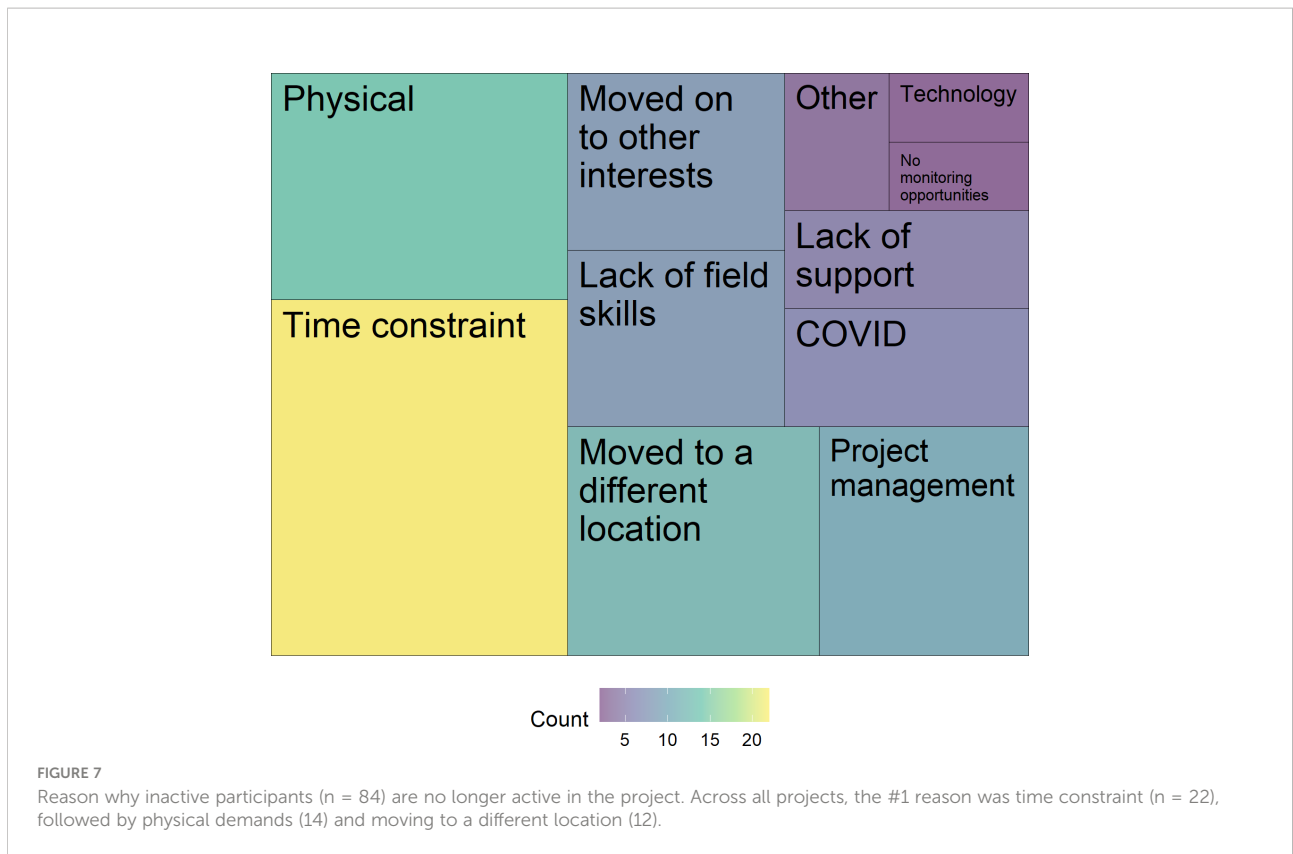 Physical
Time constraint
Moved on
to other
interests
Lack of field
skills
Moved to a
different
location
Other
Technology
No
monitoring
opportunities
Lack of
support
COVID
Project
management
Count
5 10 15 20
FIGURE 7
Reason why inactive participants (n = 84) are no longer active in the project. Across all projects, the #1 reason was time constraint (n = 22),
followed by physical demands (14) and moving to a different location (12).